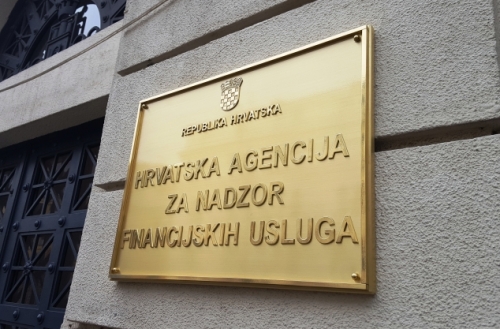 REPUBLIKA HRVATSKA
HRVATSKA AGENCIJA
ZA NADZOR
FINANCIJSKIH USLUGA